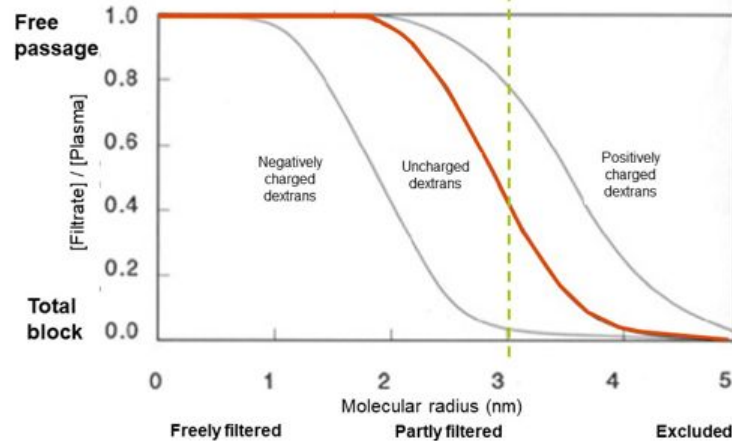 Free
passage
1.0
0.8
0.6
0.4
0.2
0.0
[Filtrate] / [Plasma]
Total
block
Negatively
charged
dextrans
Uncharged
dextrans
Positively
charged
dextrans
0 1 2 3 4 5
Molecular radius (nm)
Freely filtered Partly filtered Excluded